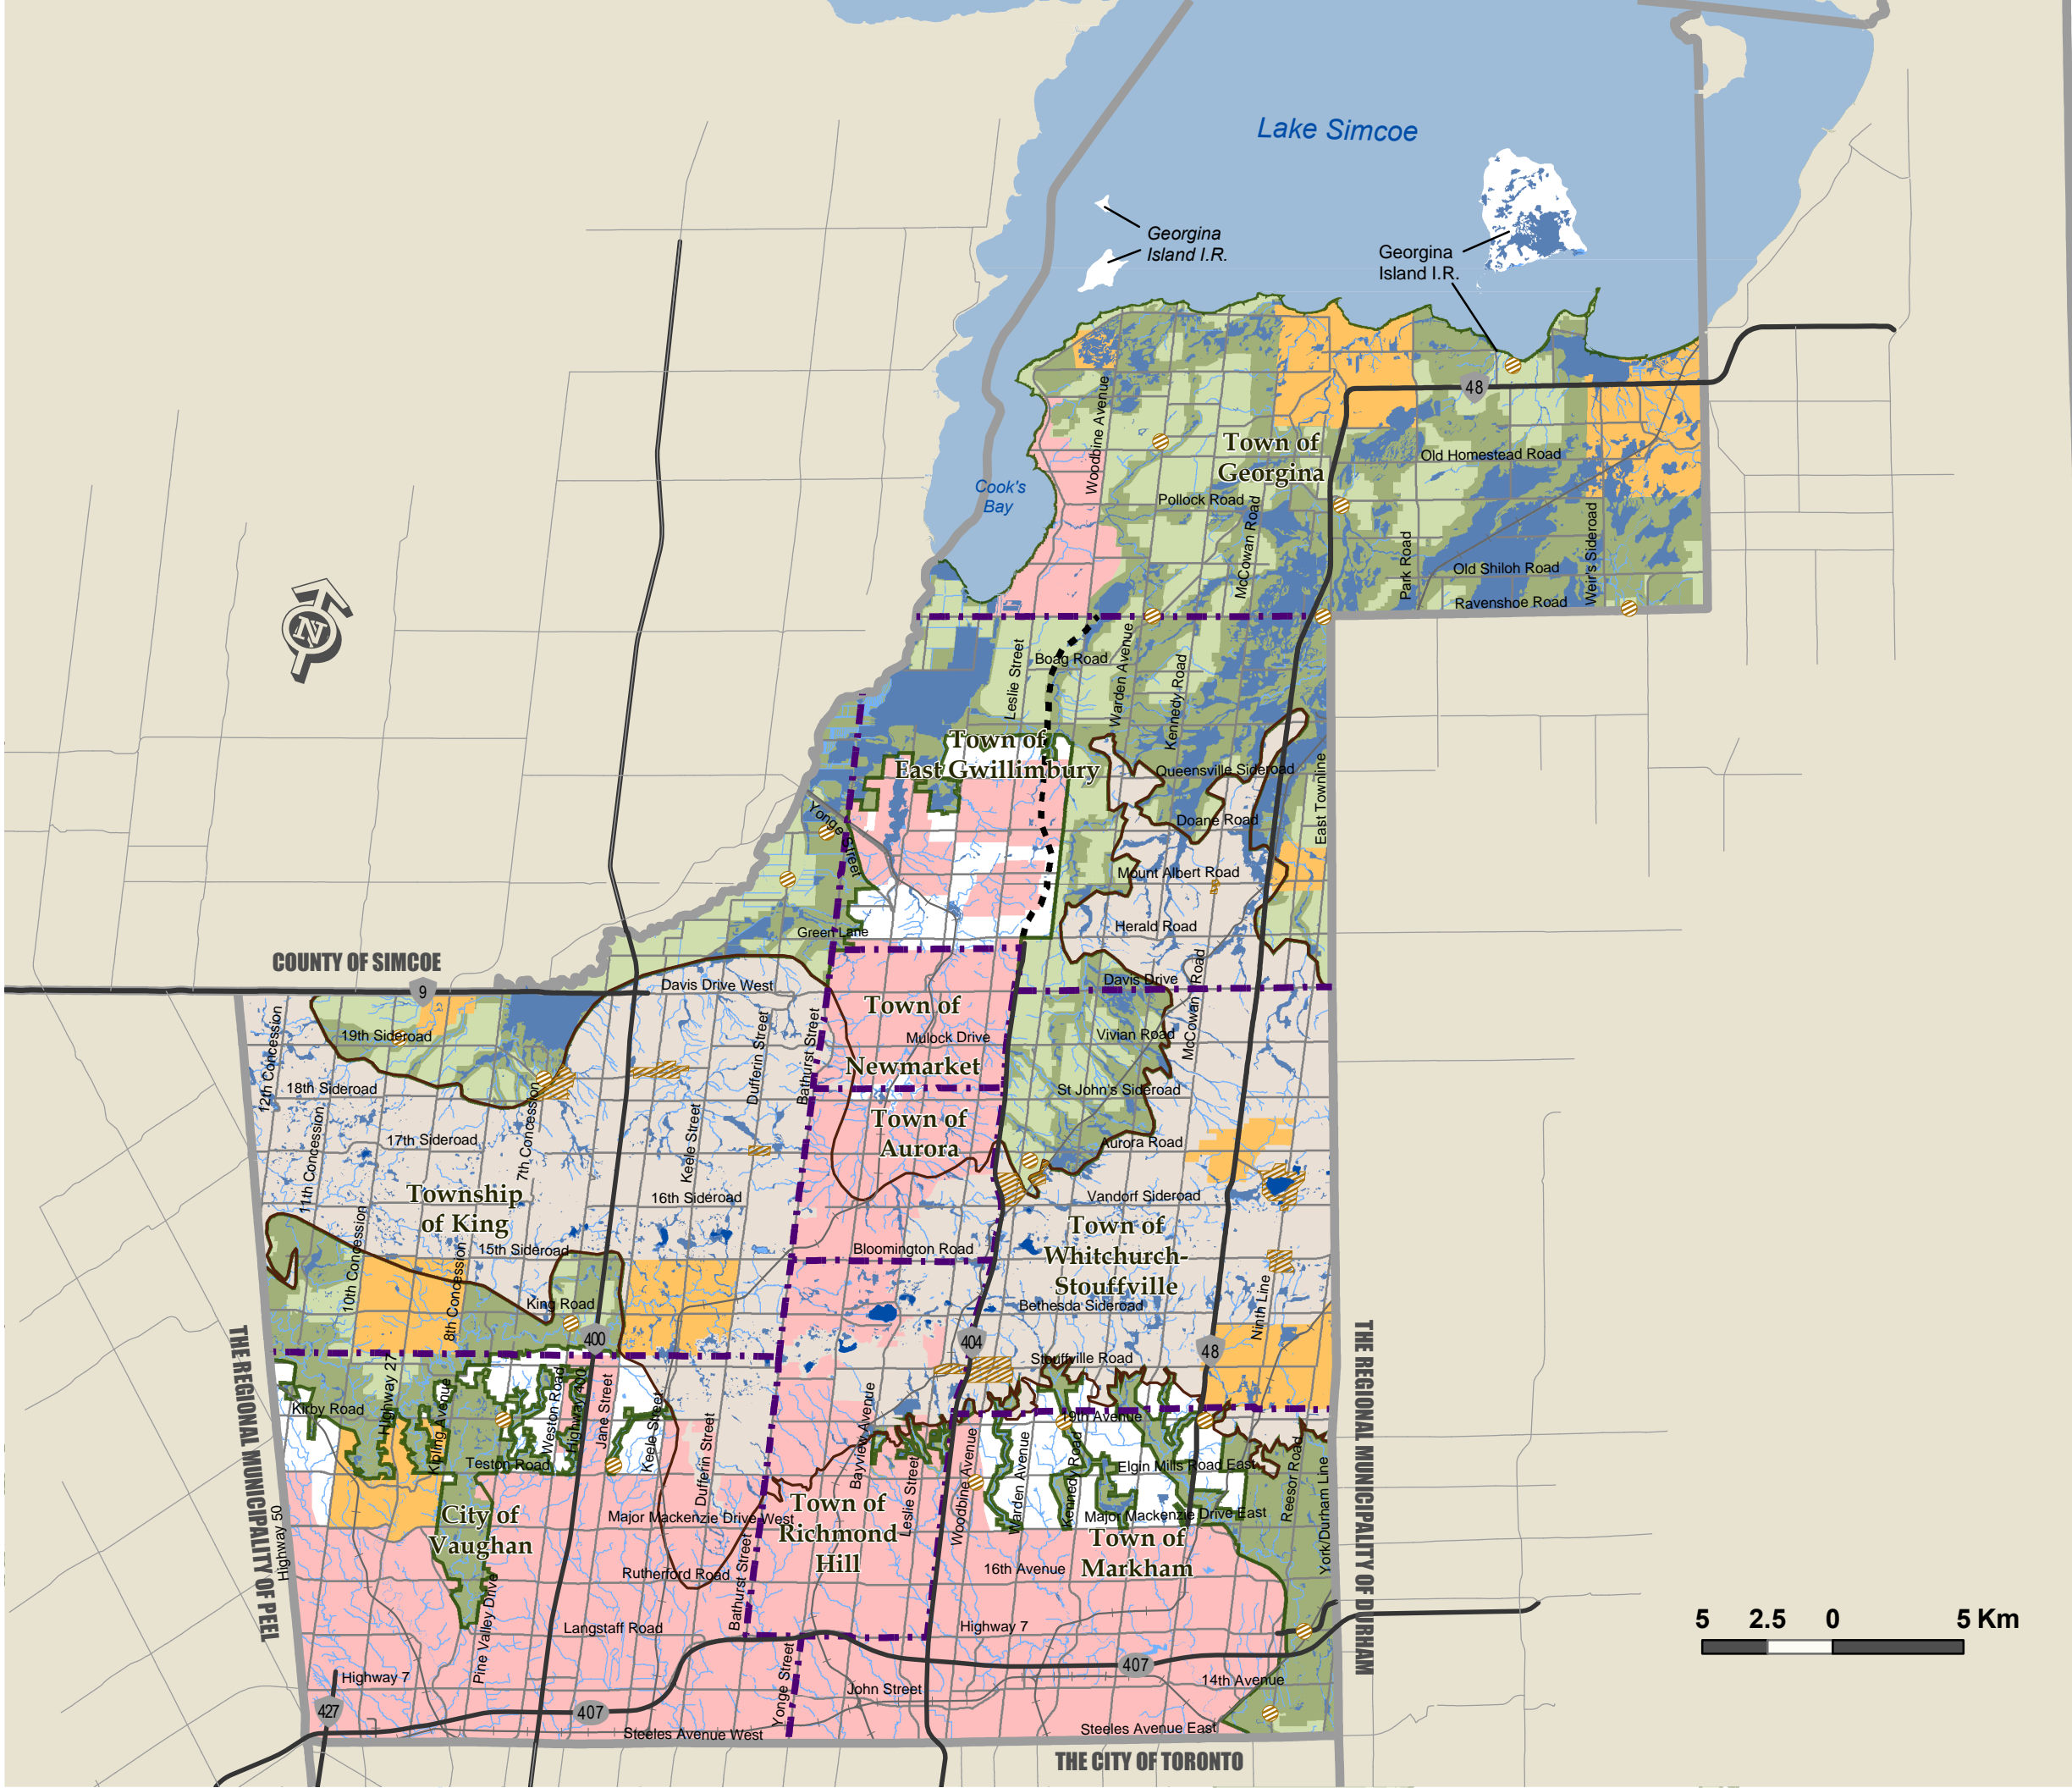 Lake Simcoe
Georgina
Island I.R.
Georgina
Island I.R.
48
Woodbine Avenue
Town of
Georgina
Old Homestead Road
Cook's
Bay
Pollock Road
McCowan Road
Park Road
Weir's Sideroad
Old Shiloh Road
Ravenshoe Road
N
Leslie Street
Boag Road
Warden Avenue
Kennedy Road
Town of
East Gwillimbury
Queensville Sideroad
Yonge Street
Doane Road
East Townline
Mount Albert Road
Herald Road
Green Lane
COUNTY OF SIMCOE
9
Davis Drive West
Davis Drive
McCowan Road
12th Concession
19th Sideroad
Dufferin Street
Bathurst Street
Town of
Newmarket
Mulock Drive
Vivian Road
18th Sideroad
7th Concession
St John's Sideroad
11th Concession
17th Sideroad
Keele Street
Town of
Aurora
Aurora Road
Township
of King
16th Sideroad
Vandorf Sideroad
10th Concession
15th Sideroad
8th Concession
Bloomington Road
Town of
Whitchurch-
Stouffville
King Road
Bethesda Sideroad
Ninth Line
400
404
48
THE REGIONAL MUNICIPALITY OF PEEL
THE REGIONAL MUNICIPALITY OF DURHAM
Stouffville Road
Kirby Road
Highway 27
Kipling Avenue
Weston Road
Highway 400
Jane Street
Keele Street
Dufferin Street
Bayview Avenue
19th Avenue
Teston Road
Leslie Street
Woodbine Avenue
Warden Avenue
Kennedy Road
Elgin Mills Road East
Reesor Road
York/Durham Line
Highway 50
City of
Vaughan
Major Mackenzie Drive West
Town of
Richmond
Hill
Major Mackenzie Drive East
Town of
Markham
Rutherford Road
Bathurst Street
16th Avenue
Pine Valley Drive
Langstaff Road
Highway 7
5 2.5 0 5 Km
Highway 7
Yonge Street
407
John Street
14th Avenue
427
407
Steeles Avenue West
Steeles Avenue East
THE CITY OF TORONTO